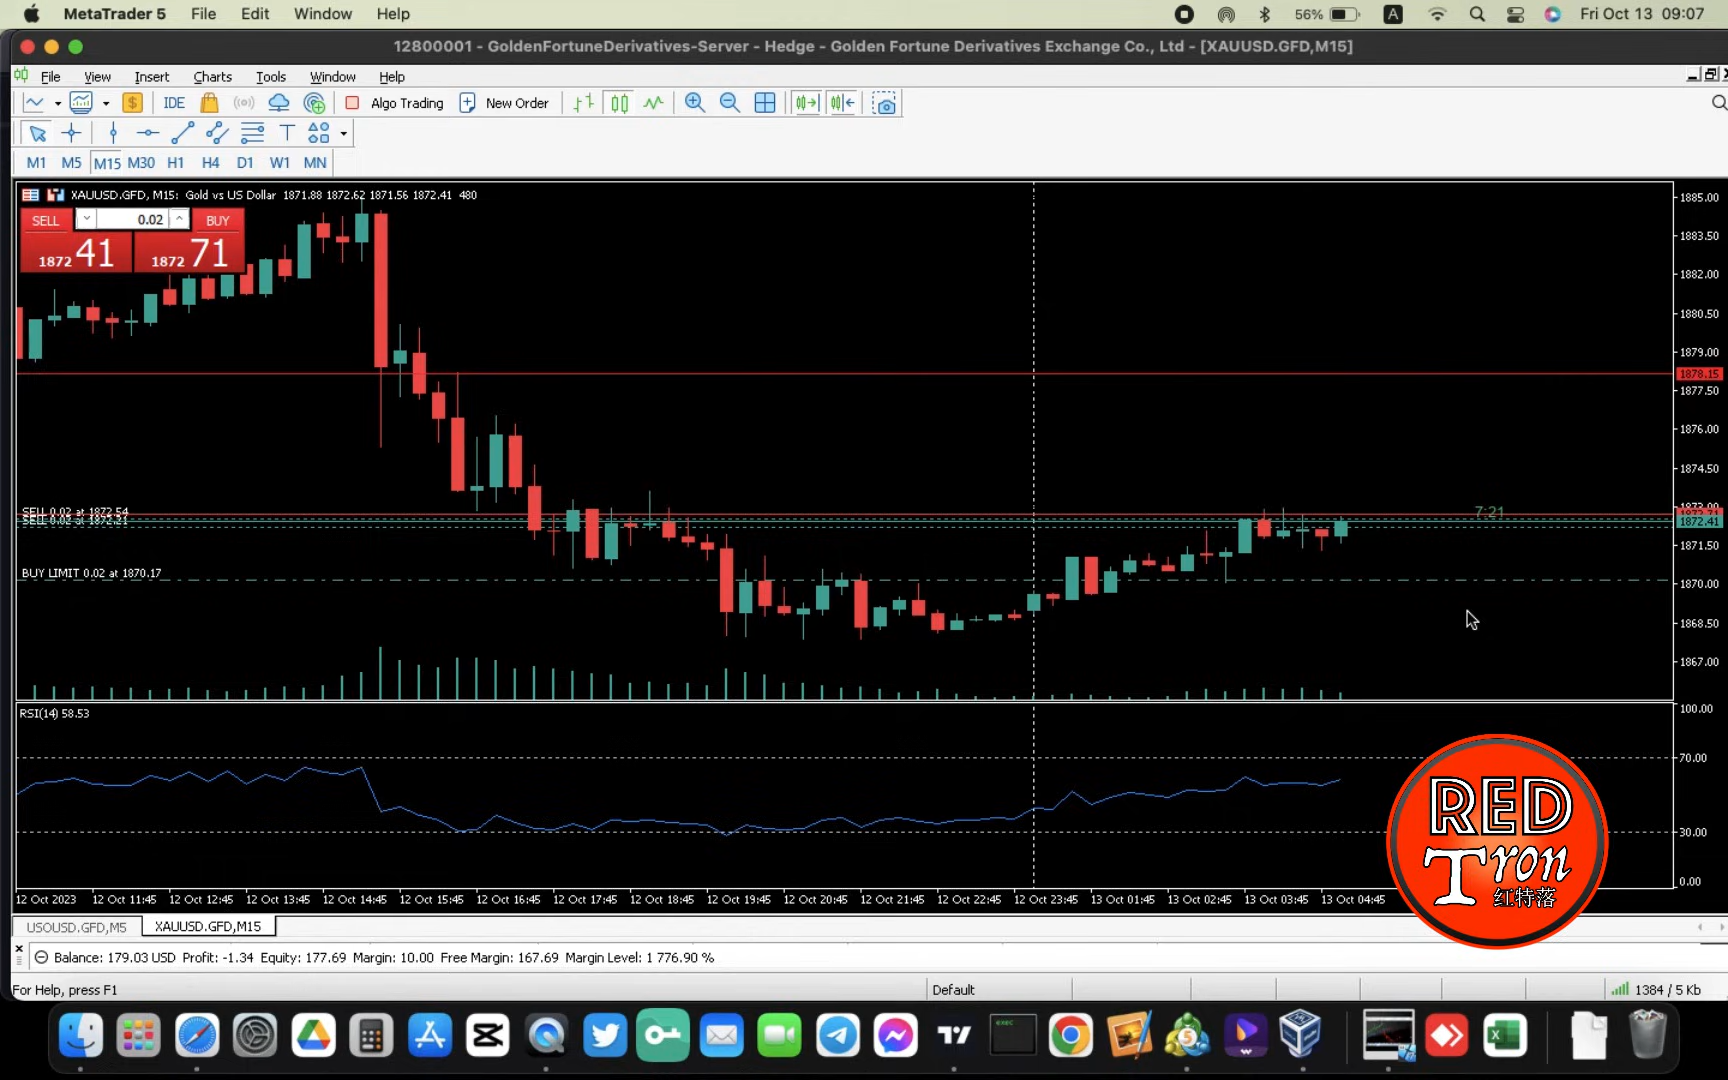 MetaTrader 5 File Edit Window Help 56% A Fri Oct 13 09:07
12800001 - GoldenFortuneDerivatives-Server - Hedge - Golden Fortune Derivatives Exchange Co., Ltd - [XAUUSD.GFD,M15]
File View Insert Charts Tools Window Help
$ IDE Algo Trading New Order
T
M1 M5 M15 M30 H1 H4 D1 W1 MN
XAUUSD.GFD, M15: Gold vs US Dollar 1871.88 1872.62 1871.56 1872.41 480
SELL 0.02 BUY
1872 41 1872 71
1885.00
1883.50
1882.00
1880.50
1879.00
1878.15
1877.50
1876.00
1874.50
SELL 0.02 at 1872.54
7:21
SELL 0.02 at 1872.21
1872.41
1871.50
BUY LIMIT 0.02 at 1870.17
1870.00
1868.50
1867.00
RSI(14) 58.53
100.00
70.00
30.00
0.00
RED
Tron
红特落
12 Oct 2023 12 Oct 11:45 12 Oct 12:45 12 Oct 13:45 12 Oct 14:45 12 Oct 15:45 12 Oct 16:45 12 Oct 17:45 12 Oct 18:45 12 Oct 19:45 12 Oct 20:45 12 Oct 21:45 12 Oct 22:45 12 Oct 23:45 13 Oct 01:45 13 Oct 02:45 13 Oct 03:45 13 Oct 04:45
USOUSD.GFD,M5 XAUUSD.GFD,M15
Balance: 179.03 USD Profit: -1.34 Equity: 177.69 Margin: 10.00 Free Margin: 167.69 Margin Level: 1 776.90 %
For Help, press F1 Default 1384 / 5 Kb